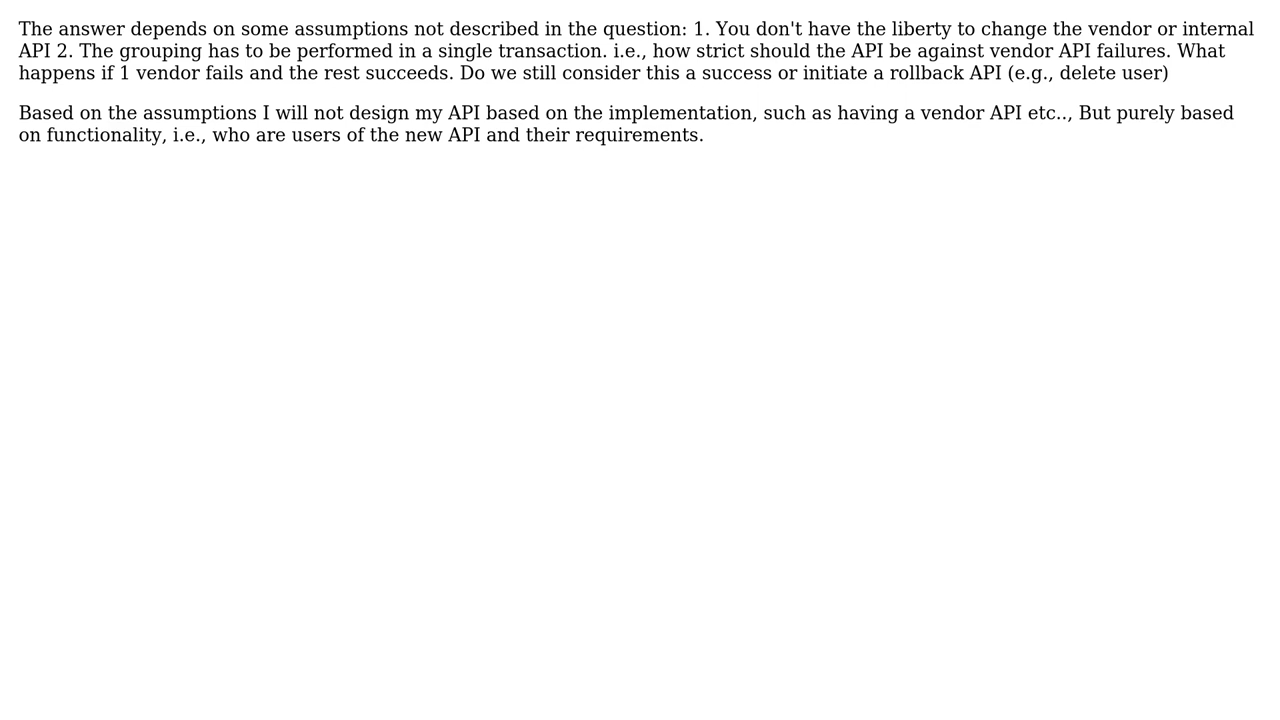 The answer depends on some assumptions not described in the question: 1. You don't have the liberty to change the vendor or internal
API 2. The grouping has to be performed in a single transaction. i.e., how strict should the API be against vendor API failures. What
happens if 1 vendor fails and the rest succeeds. Do we still consider this a success or initiate a rollback API (e.g., delete user)
Based on the assumptions I will not design my API based on the implementation, such as having a vendor API etc.., But purely based
on functionality, i.e., who are users of the new API and their requirements.